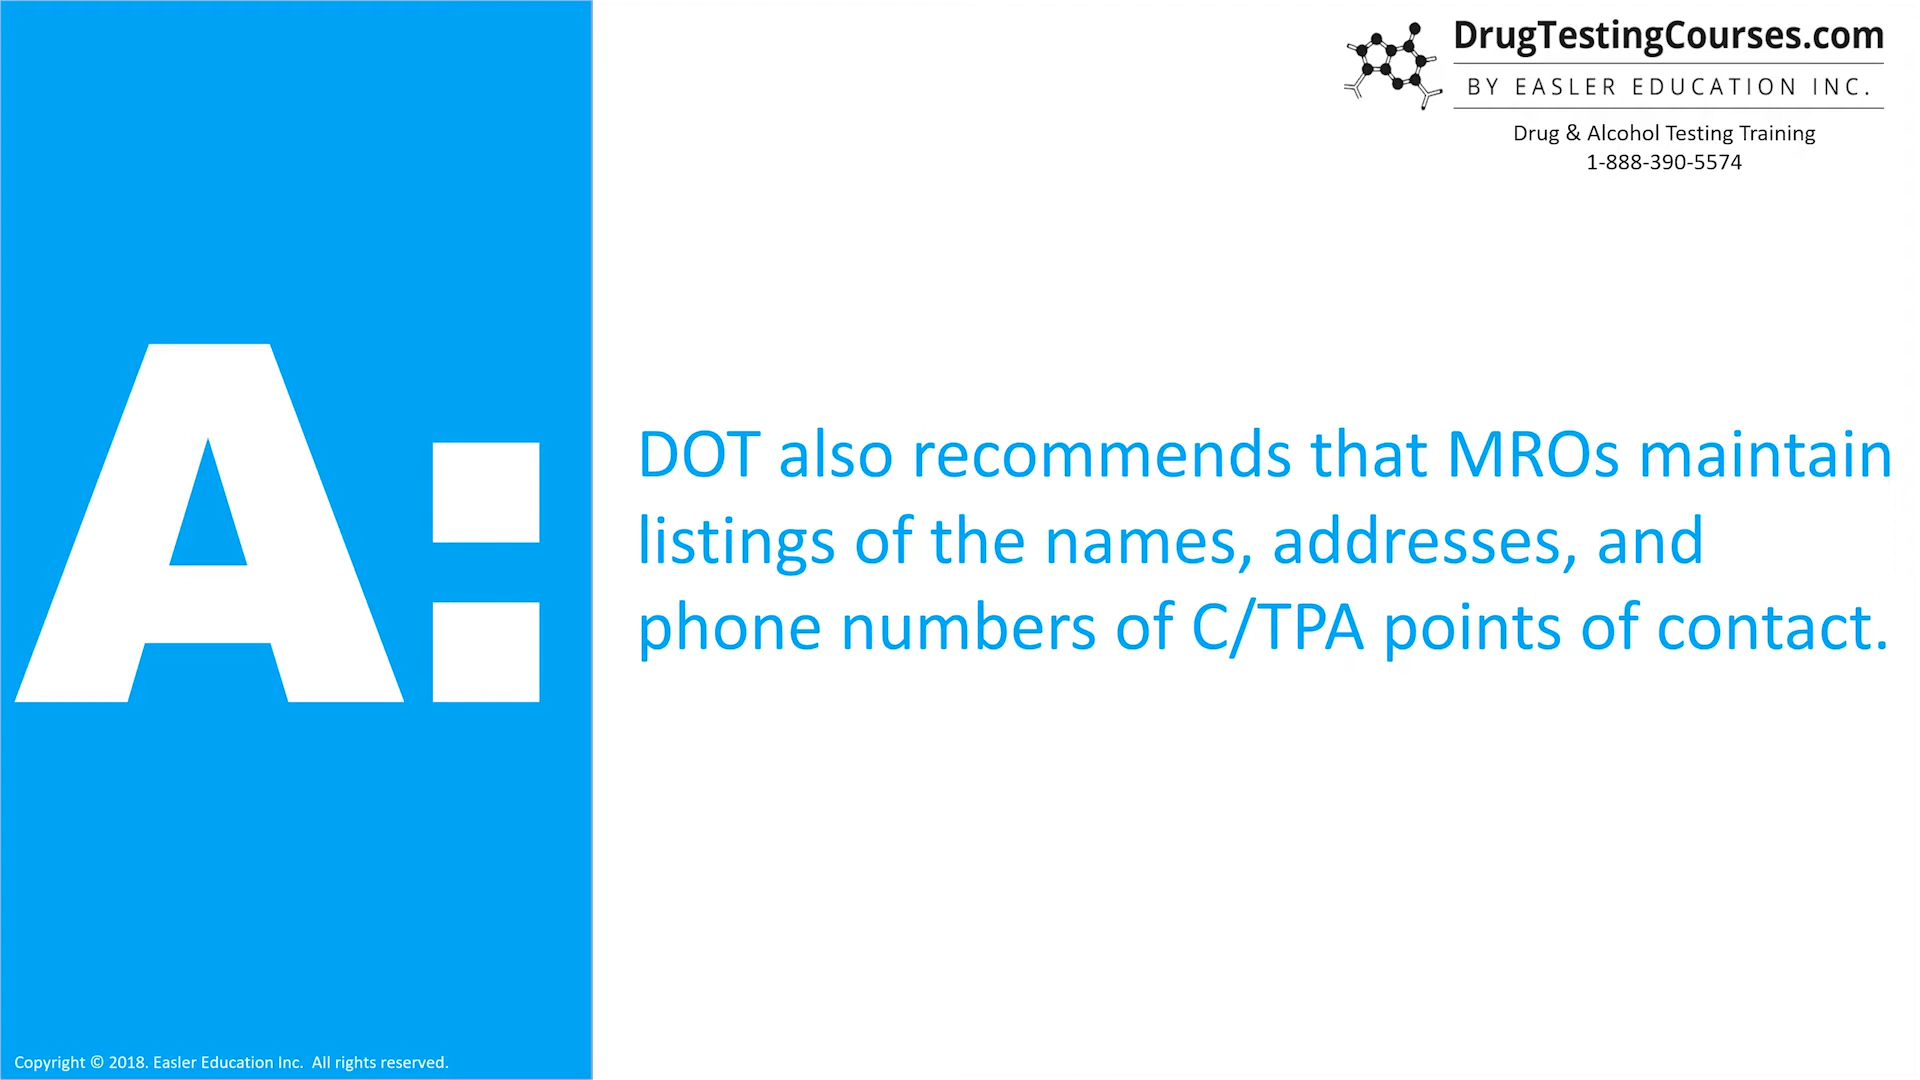 DrugTestingCourses.com
BY EASLER EDUCATION INC.
Drug & Alcohol Testing Training
1-888-390-5574
A:
DOT also recommends that MROs maintain
listings of the names, addresses, and
phone numbers of C/TPA points of contact.
Copyright © 2018. Easler Education Inc. All rights reserved.